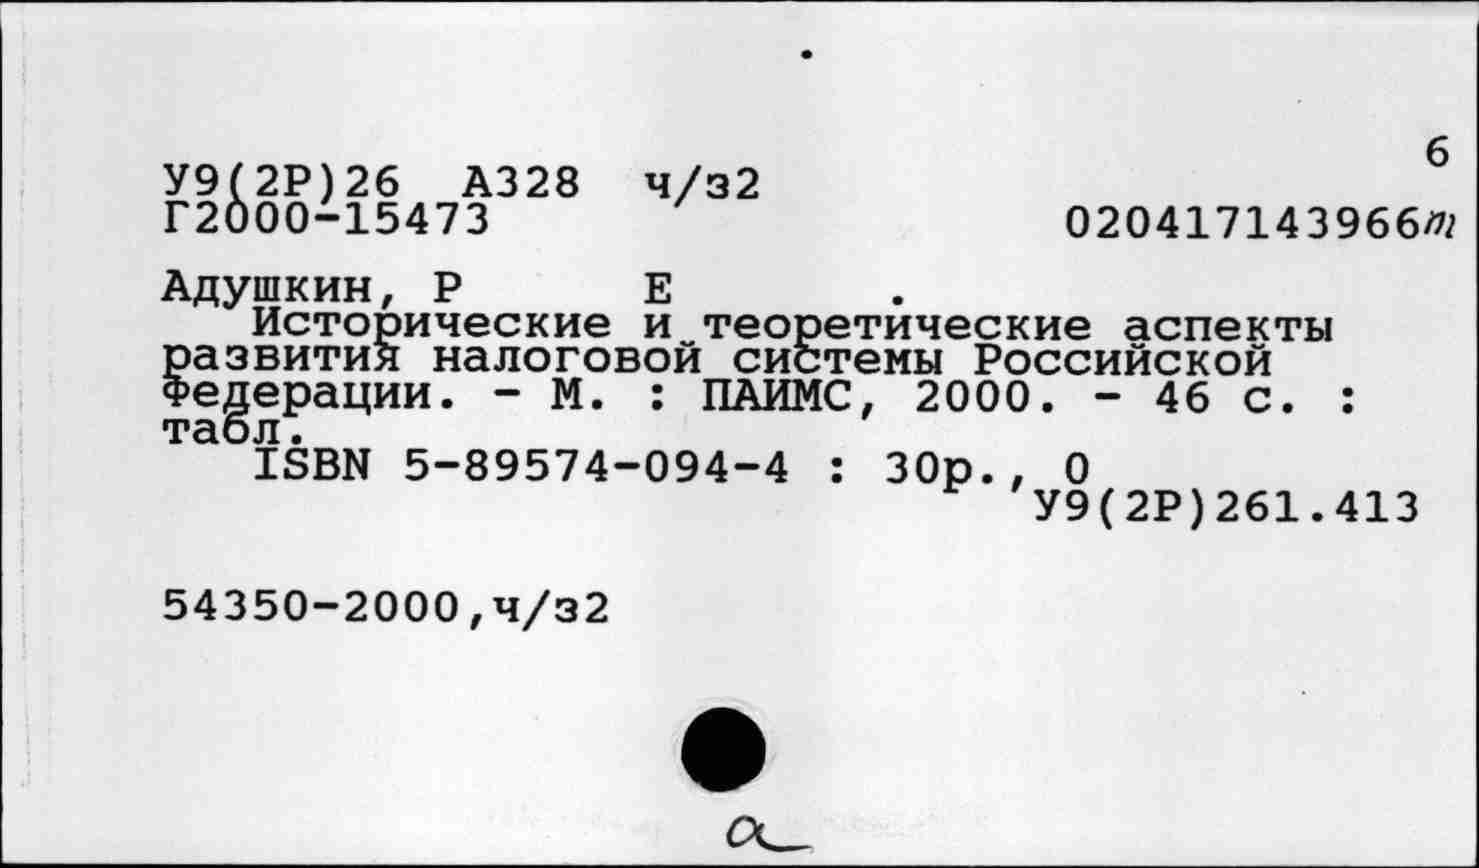 6
У9(2Р)26 А328 ч/з2
Г2000-15473 020417143966т
Адушкин, Р Е .
Исторические и теоретические аспекты
развития налоговой системы Российской
Федерации. - М. : ПАИМС, 2000. - 46 с. :
табл.
ISBN 5-89574-094-4 : 30р., 0
У9(2Р)261.413
54350-2000,ч/з2